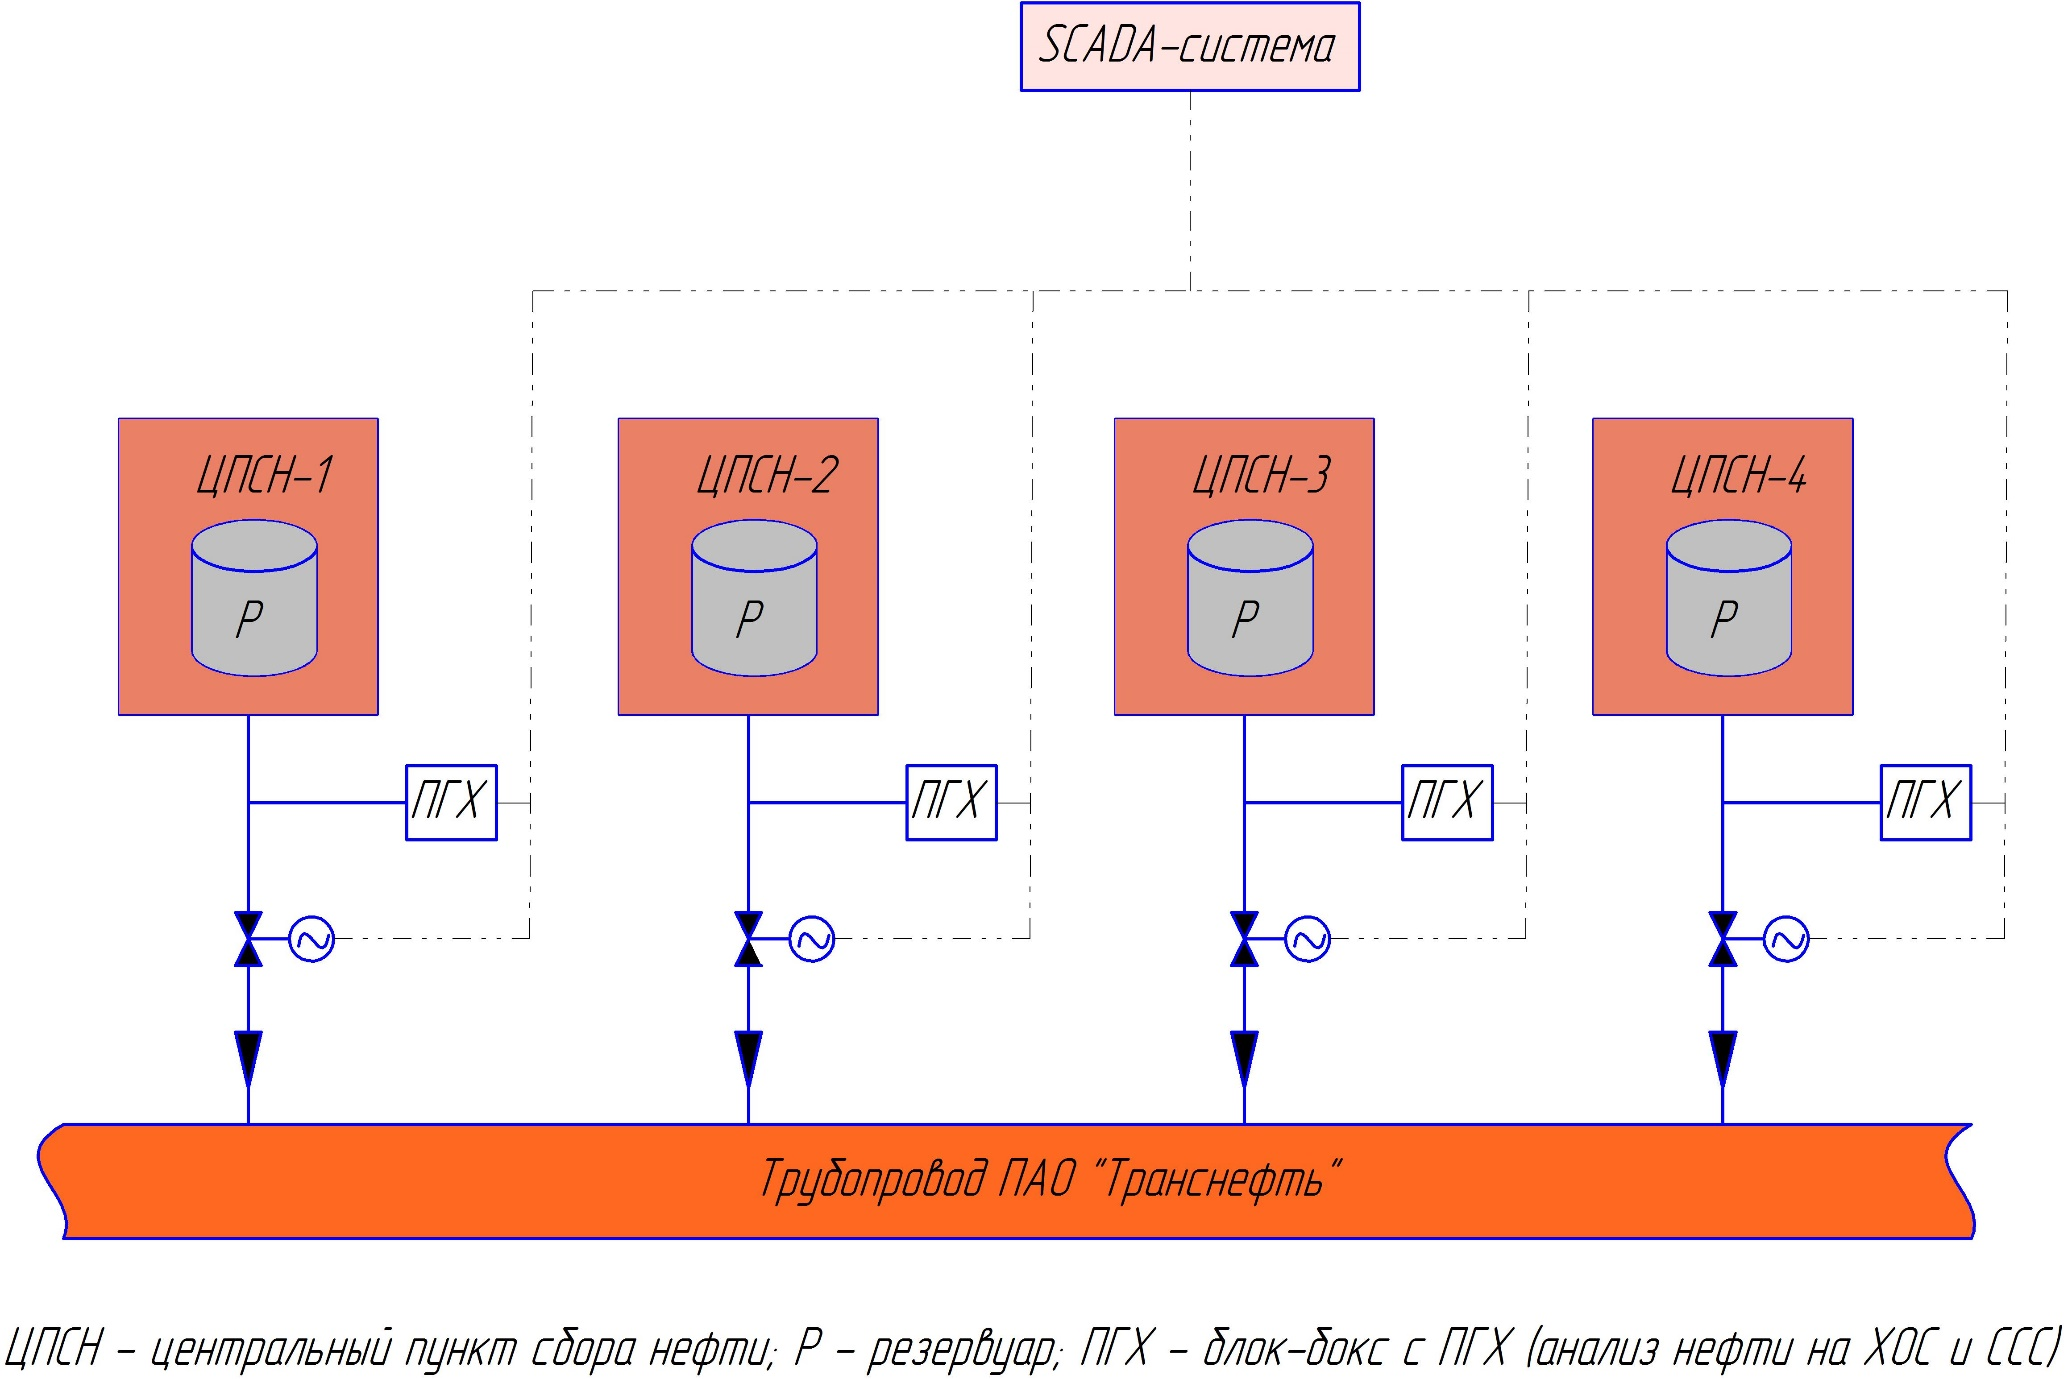 SCADA-система
ЦПСН-1
ЦПСН-2
ЦПСН-3
ЦПСН-4
Р
Р
Р
Р
ПГХ
ПГХ
ПГХ
ПГХ
Трубопровод ПАО "Транснефть"
ЦПСН - центральный пункт сбора нефти; Р - резервуар; ПГХ - блок-бокс с ПГХ (анализ нефти на ХОС и ССС)